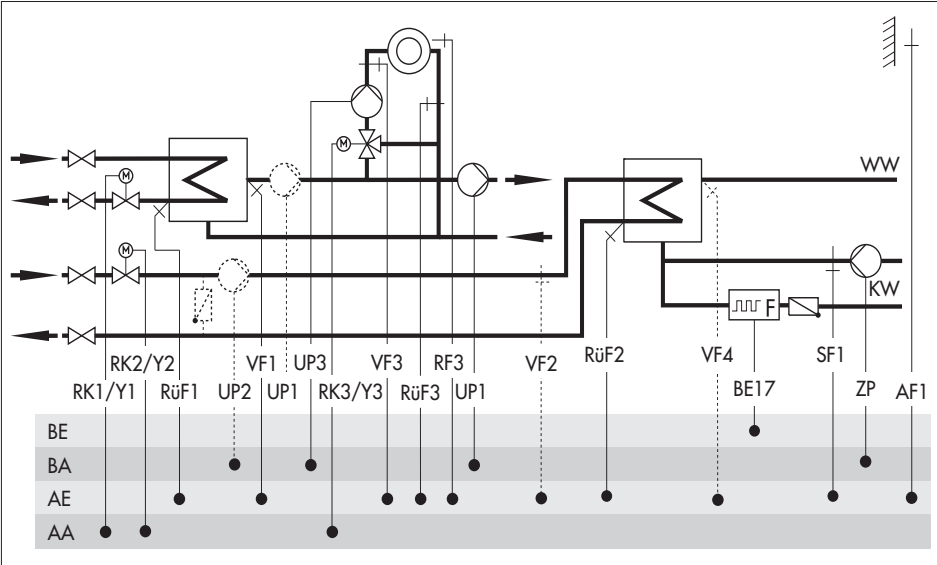 M
WW
M
M
F
KW
RK2/Y2 VF1 UP3 VF3 RF3 VF2 RüF2 VF4 SF1
RK1/Y1 RüF1 UP2 UP1 RK3/Y3 RüF3 UP1 BE17 ZP AF1
BE
BA
AE
AA